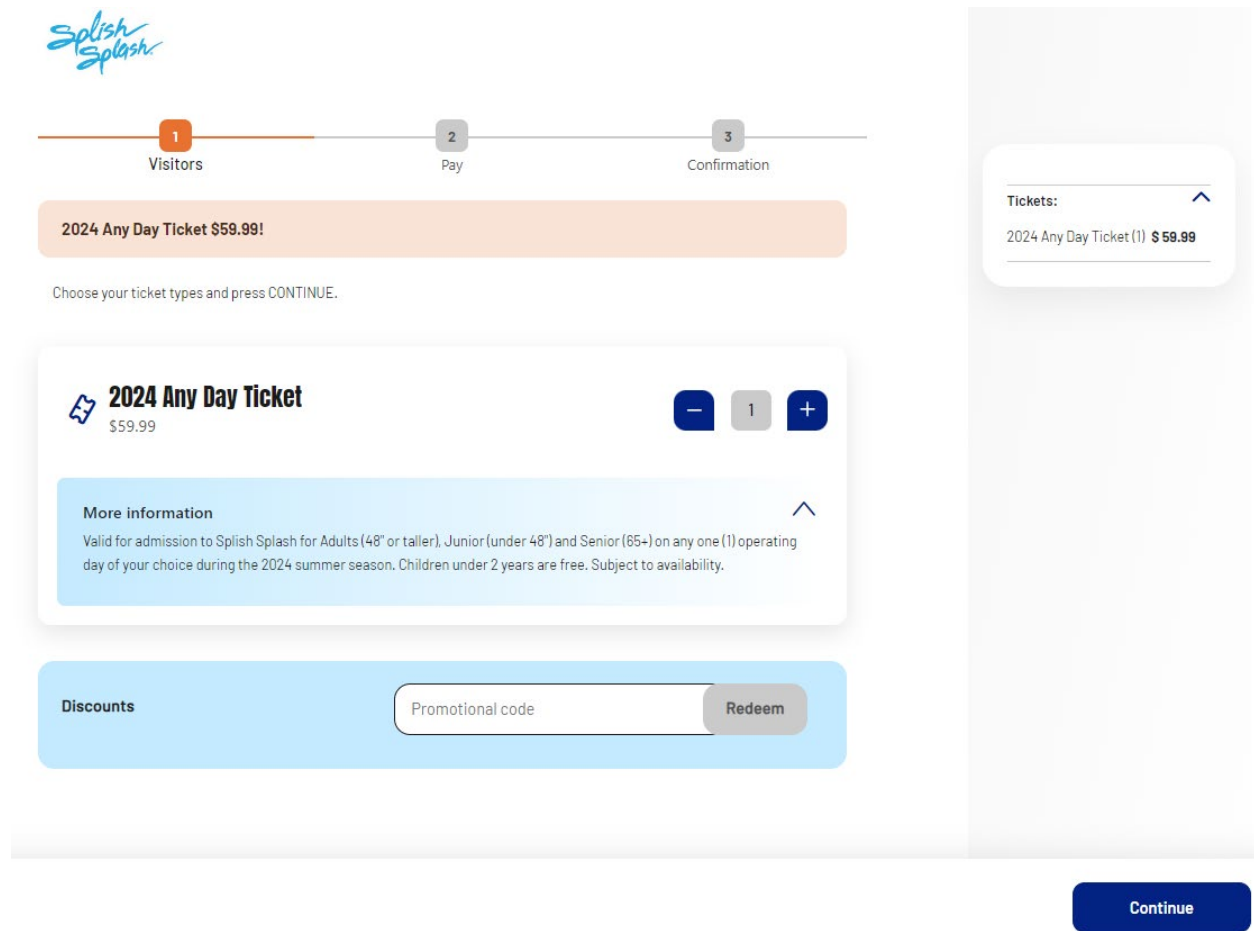 Splish
Splash
1
Visitors
2
Pay
3
Confirmation
2024 Any Day Ticket $59.99!
Choose your ticket types and press CONTINUE.
2024 Any Day Ticket
$59.99
− 1 +
More information
Valid for admission to Splish Splash for Adults (48" or taller), Junior (under 48") and Senior (65+) on any one (1) operating
day of your choice during the 2024 summer season. Children under 2 years are free. Subject to availability.
Discounts
Promotional code
Redeem
Tickets:
2024 Any Day Ticket (1) $ 59.99
Continue